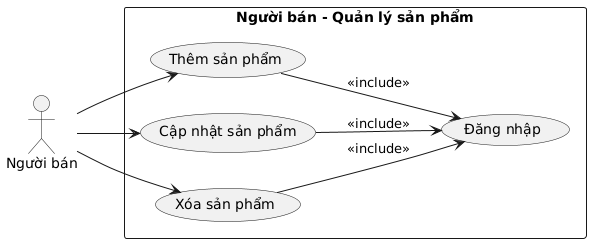 Người bán - Quản lý sản phẩm
Thêm sản phẩm
«include»
Cập nhật sản phẩm
«include»
Đăng nhập
«include»
Người bán
Xóa sản phẩm